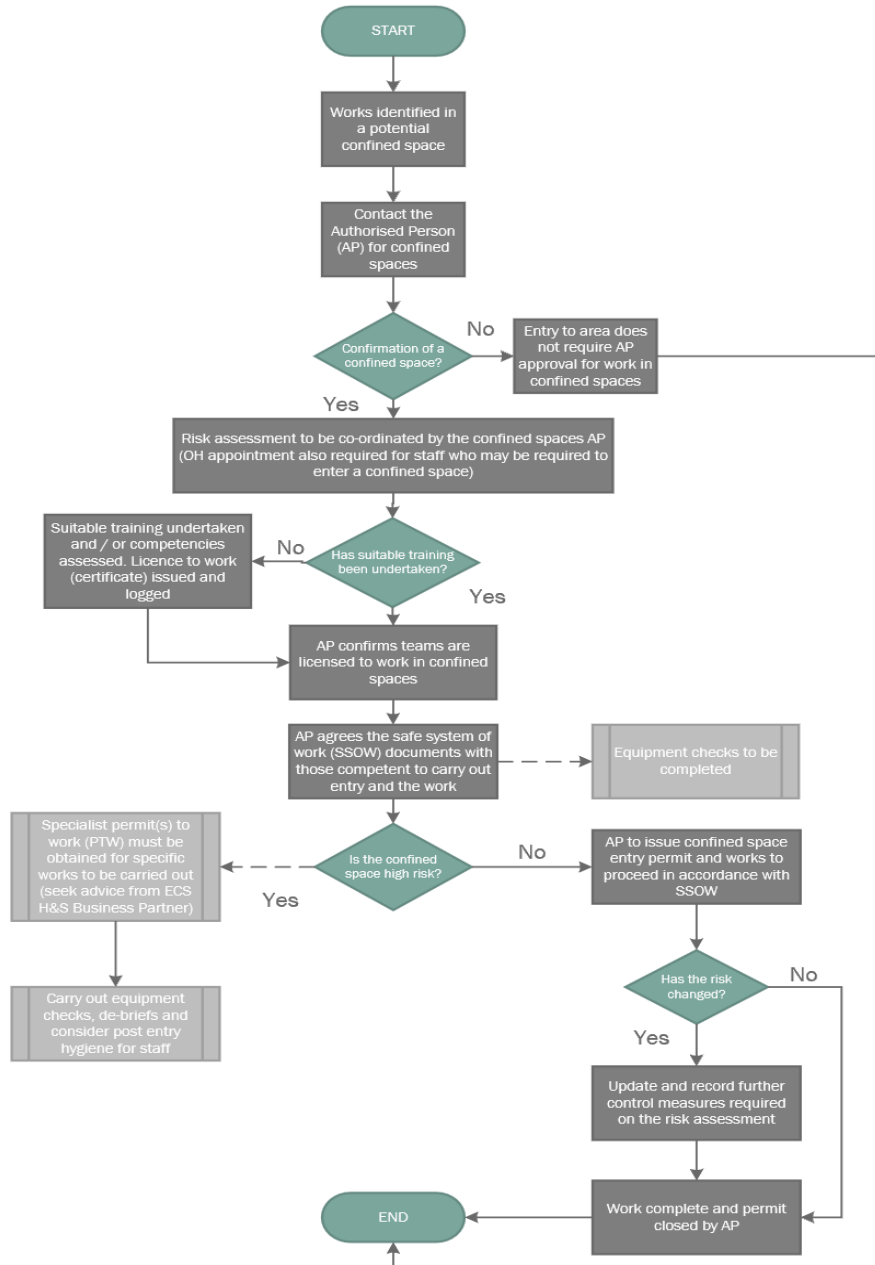 START
Works identified in
a potential
confined space
Contact the
Authorised Person
(AP) for confined
spaces
Confirmation of a
confined space?
No
Entry to area does
not require AP
approval for work in
confined spaces
Yes
Risk assessment to be co-ordinated by the confined spaces AP
(OH appointment also required for staff who may be required to
enter a confined space)
Has suitable training
been undertaken?
No
Suitable training undertaken
and / or competencies
assessed. Licence to work
(certificate) issued and
logged
Yes
AP confirms teams are
licensed to work in confined
spaces
AP agrees the safe system of
work (SSOW) documents with
those competent to carry out
entry and the work
Equipment checks to be
completed
Is the confined
space high risk?
Yes
Specialist permit(s) to
work (PTW) must be
obtained for specific
works to be carried out
(seek advice from ECS
H&S Business Partner)
Carry out equipment
checks, de-briefs and
consider post entry
hygiene for staff
No
AP to issue confined space
entry permit and works to
proceed in accordance with
SSOW
Has the risk
changed?
No
Yes
Update and record further
control measures required
on the risk assessment
Work complete and permit
closed by AP
END